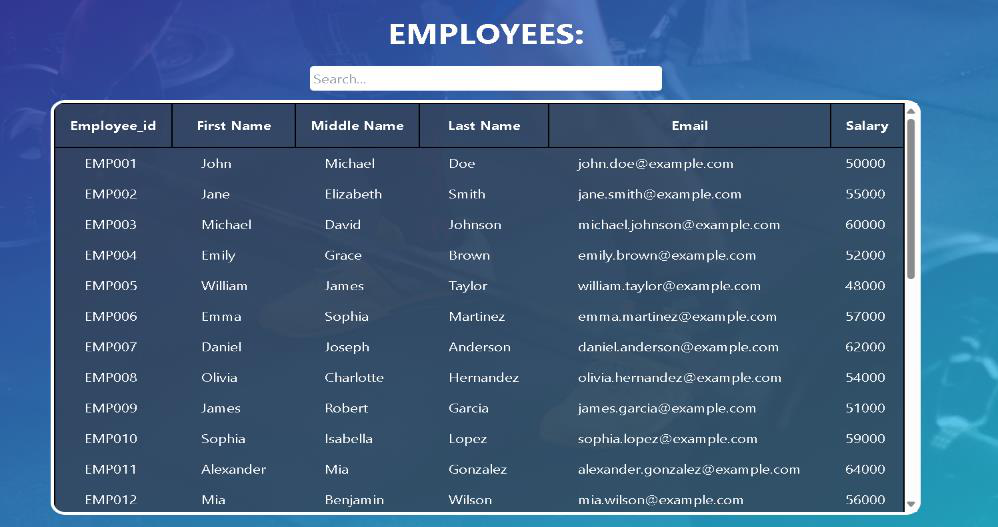 EMPLOYEES:
Search...
Employee_id First Name Middle Name Last Name Email Salary
EMP001 John Michael Doe john.doe@example.com 50000
EMP002 Jane Elizabeth Smith jane.smith@example.com 55000
EMP003 Michael David Johnson michael.johnson@example.com 60000
EMP004 Emily Grace Brown emily.brown@example.com 52000
EMP005 William James Taylor william.taylor@example.com 48000
EMP006 Emma Sophia Martinez emma.martinez@example.com 57000
EMP007 Daniel Joseph Anderson daniel.anderson@example.com 62000
EMP008 Olivia Charlotte Hernandez olivia.hernandez@example.com 54000
EMP009 James Robert Garcia james.garcia@example.com 51000
EMP010 Sophia Isabella Lopez sophia.lopez@example.com 59000
EMP011 Alexander Mia Gonzalez alexander.gonzalez@example.com 64000
EMP012 Mia Benjamin Wilson mia.wilson@example.com 56000